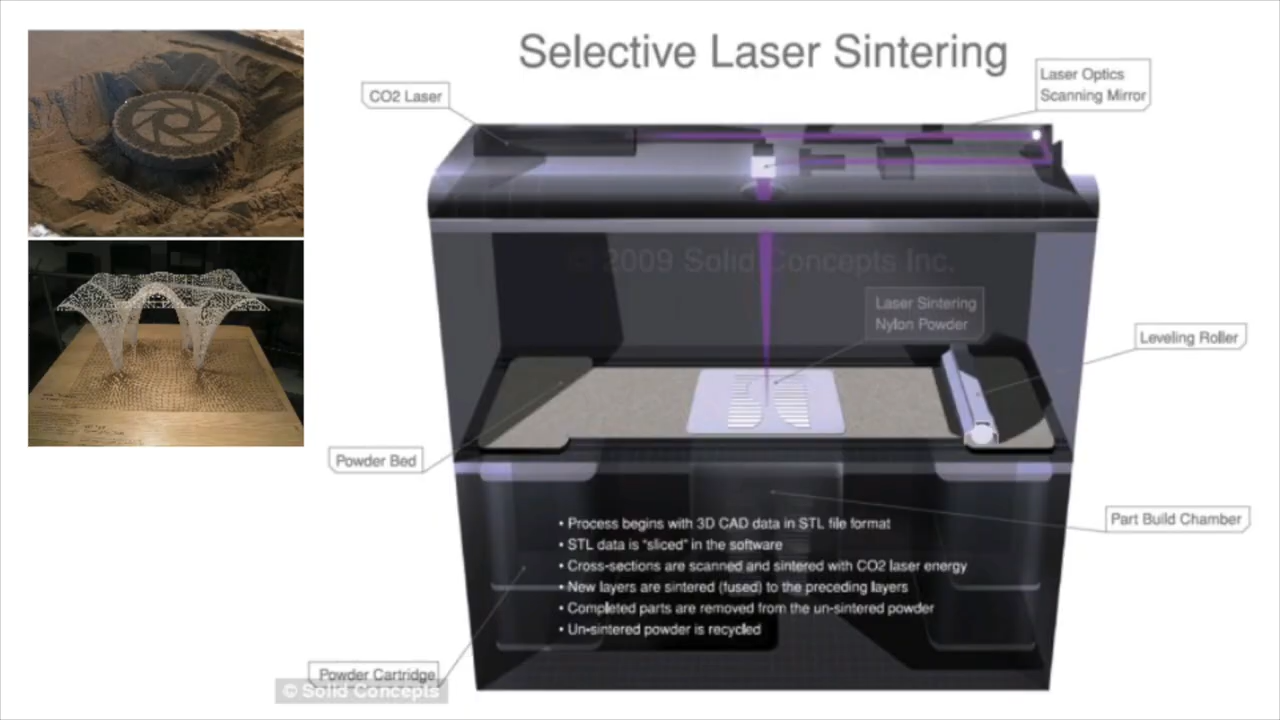 Selective Laser Sintering
CO2 Laser
Laser Optics
Scanning Mirror
© 2009 Solid Concepts Inc.
Laser Sintering
Nylon Powder
Leveling Roller
Powder Bed
Part Build Chamber
• Process begins with 3D CAD data in STL file format
• STL data is “sliced” in the software
• Cross-sections are scanned and sintered with CO2 laser energy
• New layers are sintered (fused) to the preceding layers
• Completed parts are removed from the un-sintered powder
• Un-sintered powder is recycled
Powder Cartridge
© Solid Concepts